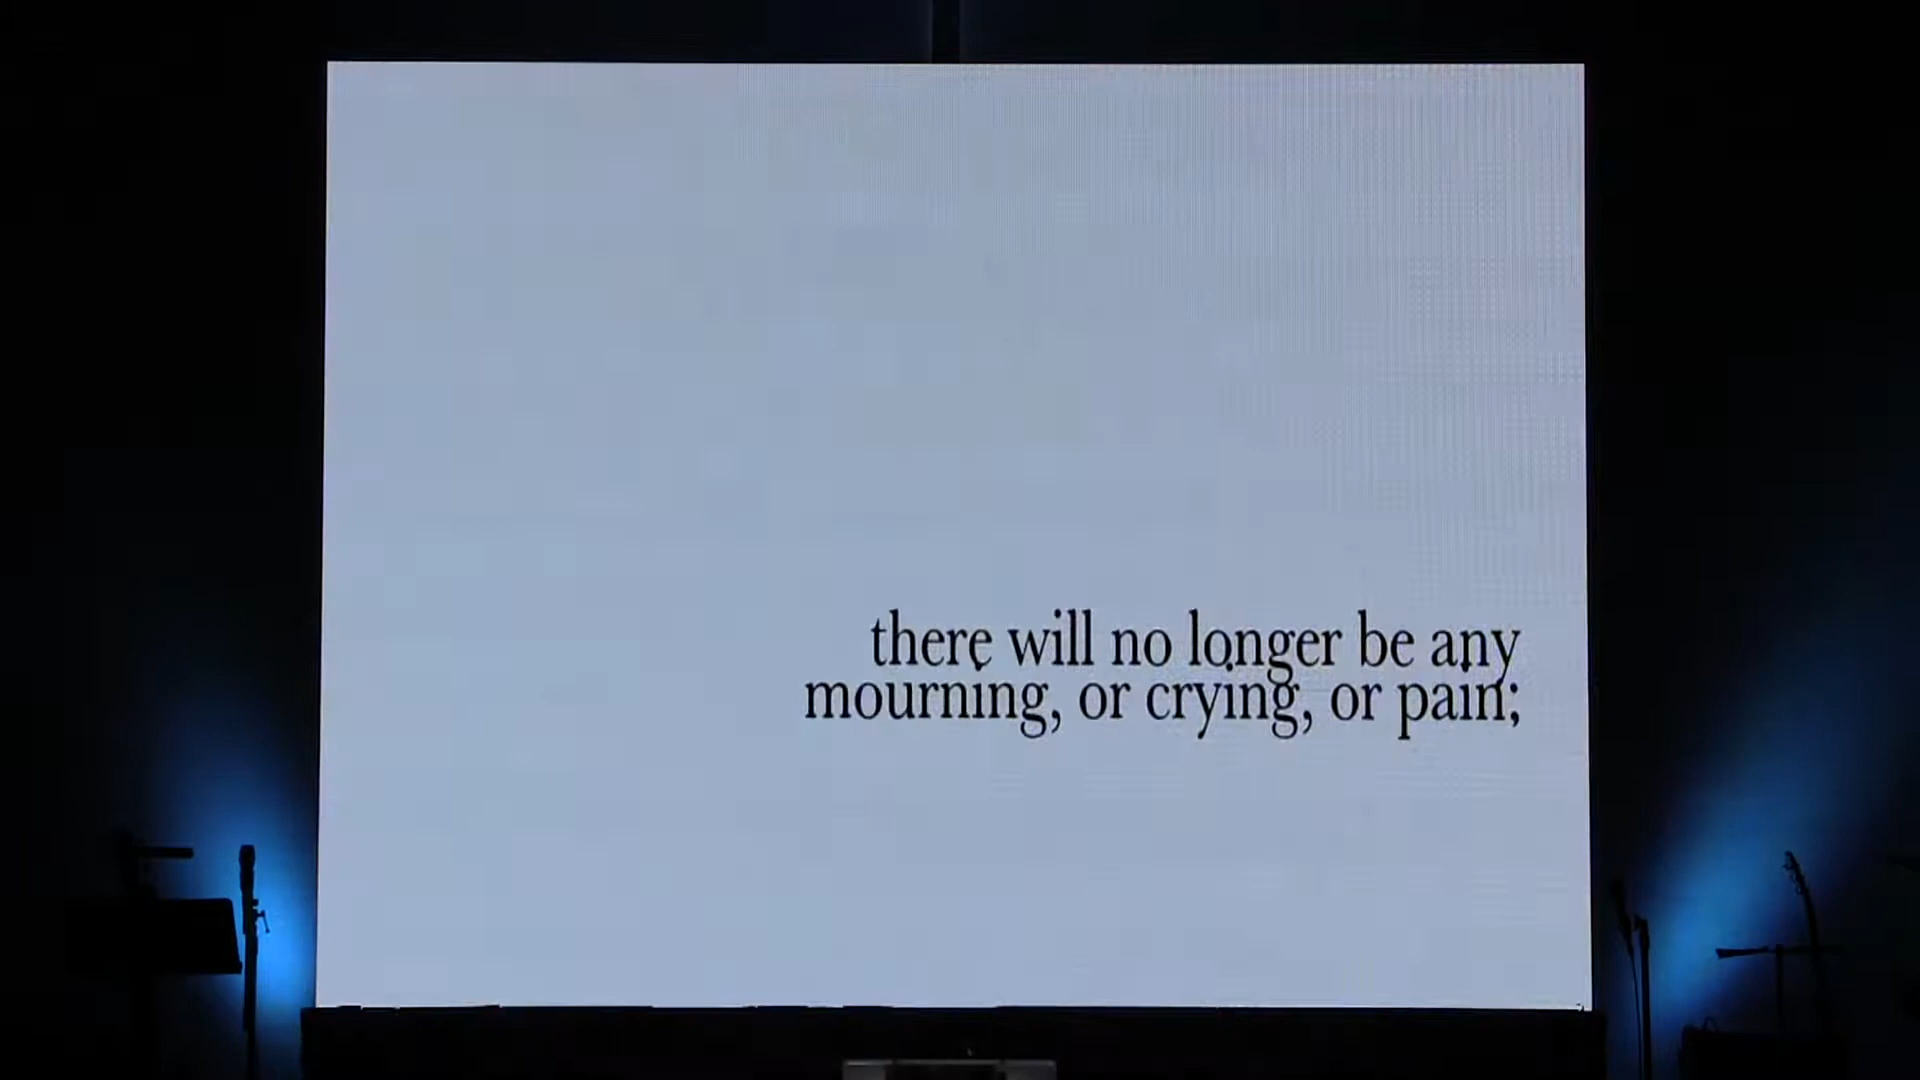 there will no longer be any
mourning, or crying, or pain;